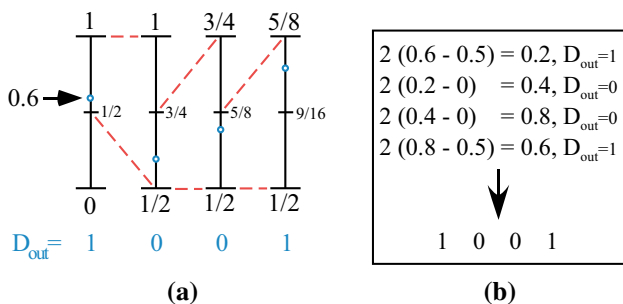 1 1 3/4 5/8
0.6
1/2 3/4 5/8 9/16
0 1/2 1/2 1/2
Dout= 1 0 0 1
(a)
2 (0.6 - 0.5) = 0.2, Dout=1
2 (0.2 - 0) = 0.4, Dout=0
2 (0.4 - 0) = 0.8, Dout=0
2 (0.8 - 0.5) = 0.6, Dout=1
1 0 0 1
(b)